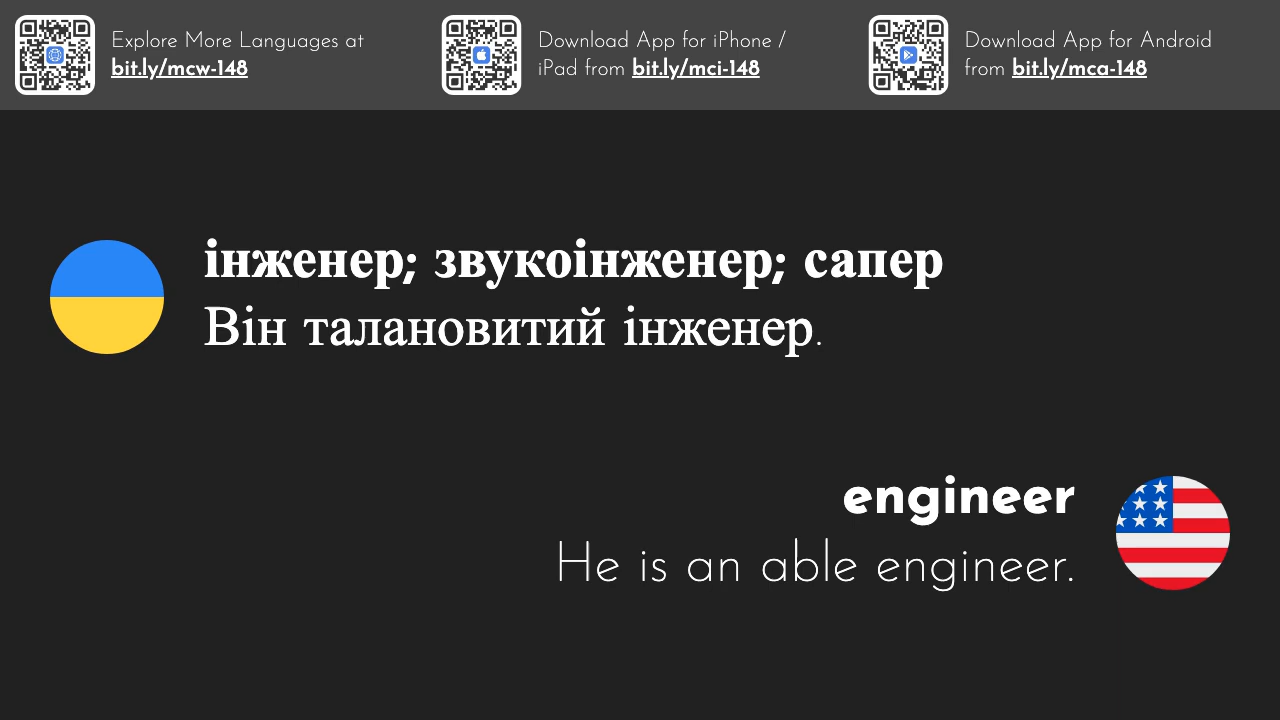 Explore More Languages at
bit.ly/mcw-148
Download App for iPhone /
iPad from bit.ly/mci-148
Download App for Android
from bit.ly/mca-148
інженер; звукоінженер; сапер
Він талановитий інженер.
engineer
He is an able engineer.